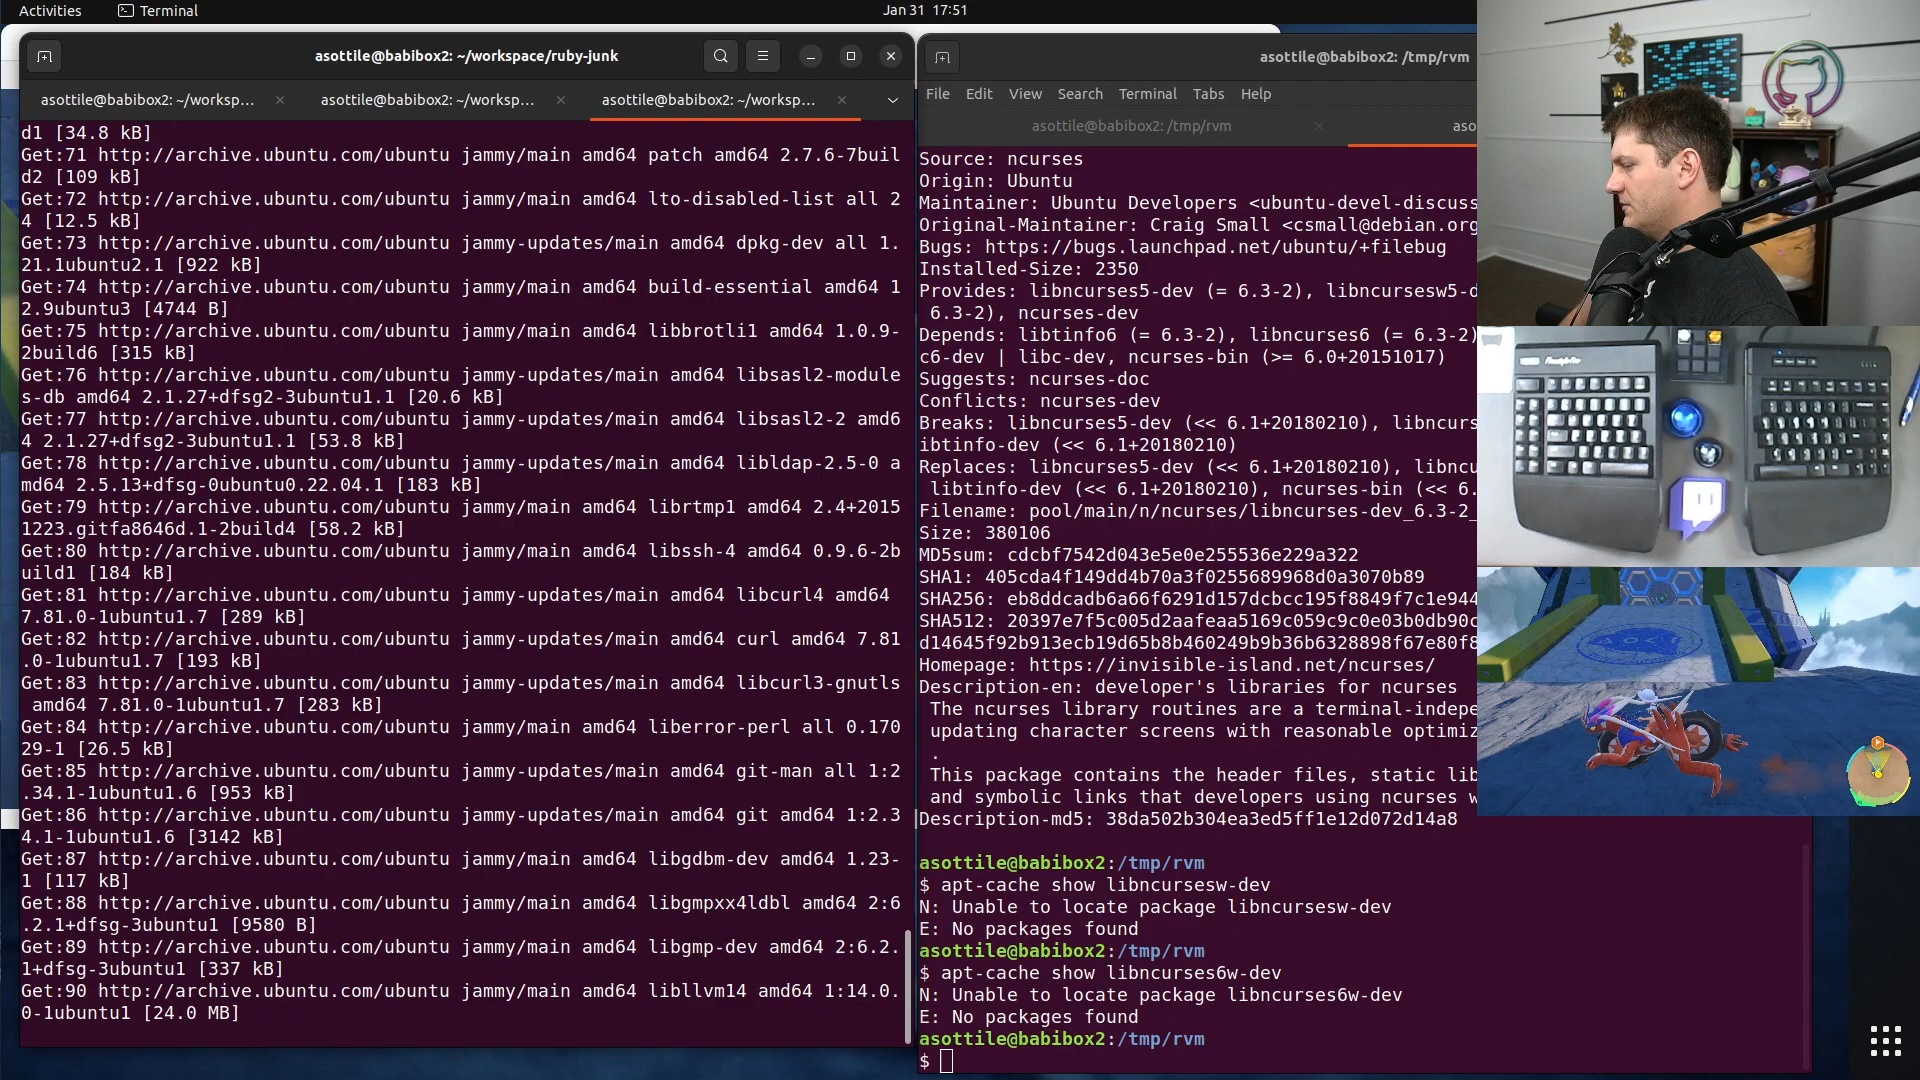 Activities
Terminal
Jan 31 17:51
asottile@babibox2: ~/workspace/ruby-junk
asottile@babibox2: ~/worksp...
asottile@babibox2: ~/worksp...
asottile@babibox2: ~/worksp...
d1 [34.8 kB]
Get:71 http://archive.ubuntu.com/ubuntu jammy/main amd64 patch amd64 2.7.6-7buil
d2 [109 kB]
Get:72 http://archive.ubuntu.com/ubuntu jammy/main amd64 lto-disabled-list all 2
4 [12.5 kB]
Get:73 http://archive.ubuntu.com/ubuntu jammy-updates/main amd64 dpkg-dev all 1.
21.1ubuntu2.1 [922 kB]
Get:74 http://archive.ubuntu.com/ubuntu jammy/main amd64 build-essential amd64 1
2.9ubuntu3 [4744 B]
Get:75 http://archive.ubuntu.com/ubuntu jammy/main amd64 libbrotli1 amd64 1.0.9-
2build6 [315 kB]
Get:76 http://archive.ubuntu.com/ubuntu jammy-updates/main amd64 libsasl2-module
s-db amd64 2.1.27+dfsg2-3ubuntu1.1 [20.6 kB]
Get:77 http://archive.ubuntu.com/ubuntu jammy-updates/main amd64 libsasl2-2 amd6
4 2.1.27+dfsg2-3ubuntu1.1 [53.8 kB]
Get:78 http://archive.ubuntu.com/ubuntu jammy-updates/main amd64 libldap-2.5-0 a
md64 2.5.13+dfsg-0ubuntu0.22.04.1 [183 kB]
Get:79 http://archive.ubuntu.com/ubuntu jammy/main amd64 librtmp1 amd64 2.4+2015
1223.gitfa8646d.1-2build4 [58.2 kB]
Get:80 http://archive.ubuntu.com/ubuntu jammy/main amd64 libssh-4 amd64 0.9.6-2b
uild1 [184 kB]
Get:81 http://archive.ubuntu.com/ubuntu jammy-updates/main amd64 libcurl4 amd64
7.81.0-1ubuntu1.7 [289 kB]
Get:82 http://archive.ubuntu.com/ubuntu jammy-updates/main amd64 curl amd64 7.81
.0-1ubuntu1.7 [193 kB]
Get:83 http://archive.ubuntu.com/ubuntu jammy-updates/main amd64 libcurl3-gnutls
amd64 7.81.0-1ubuntu1.7 [283 kB]
Get:84 http://archive.ubuntu.com/ubuntu jammy/main amd64 liberror-perl all 0.170
29-1 [26.5 kB]
Get:85 http://archive.ubuntu.com/ubuntu jammy-updates/main amd64 git-man all 1:2
.34.1-1ubuntu1.6 [953 kB]
Get:86 http://archive.ubuntu.com/ubuntu jammy-updates/main amd64 git amd64 1:2.3
4.1-1ubuntu1.6 [3142 kB]
Get:87 http://archive.ubuntu.com/ubuntu jammy/main amd64 libgdbm-dev amd64 1.23-
1 [117 kB]
Get:88 http://archive.ubuntu.com/ubuntu jammy/main amd64 libgmpxx4ldbl amd64 2:6
.2.1+dfsg-3ubuntu1 [9580 B]
Get:89 http://archive.ubuntu.com/ubuntu jammy/main amd64 libgmp-dev amd64 2:6.2.
1+dfsg-3ubuntu1 [337 kB]
Get:90 http://archive.ubuntu.com/ubuntu jammy/main amd64 libllvm14 amd64 1:14.0.
0-1ubuntu1 [24.0 MB]
asottile@babibox2: /tmp/rvm
File Edit View Search Terminal Tabs Help
asottile@babibox2: /tmp/rvm
aso
Source: ncurses
Origin: Ubuntu
Maintainer: Ubuntu Developers <ubuntu-devel-discuss
Original-Maintainer: Craig Small <csmall@debian.org
Bugs: https://bugs.launchpad.net/ubuntu/+filebug
Installed-Size: 2350
Provides: libncurses5-dev (= 6.3-2), libncursesw5-d
6.3-2), ncurses-dev
Depends: libtinfo6 (= 6.3-2), libncurses6 (= 6.3-2)
c6-dev | libc-dev, ncurses-bin (>= 6.0+20151017)
Suggests: ncurses-doc
Conflicts: ncurses-dev
Breaks: libncurses5-dev (<< 6.1+20180210), libncurs
ibtinfo-dev (<< 6.1+20180210)
Replaces: libncurses5-dev (<< 6.1+20180210), libncu
libtinfo-dev (<< 6.1+20180210), ncurses-bin (<< 6.
Filename: pool/main/n/ncurses/libncurses-dev_6.3-2_
Size: 380106
MD5sum: cdcbf7542d043e5e0e255536e229a322
SHA1: 405cda4f149dd4b70a3f0255689968d0a3070b89
SHA256: eb8ddcadb6a66f6291d157dcbcc195f8849f7c1e944
SHA512: 20397e7f5c005d2aafeaa5169c059c9c0e03b0db90c
d14645f92b913ecb19d65b8b460249b9b36b6328898f67e80f8
Homepage: https://invisible-island.net/ncurses/
Description-en: developer's libraries for ncurses
The ncurses library routines are a terminal-indepe
updating character screens with reasonable optimiz
.
This package contains the header files, static lib
and symbolic links that developers using ncurses w
Description-md5: 38da502b304ea3ed5ff1e12d072d14a8
asottile@babibox2:/tmp/rvm
$ apt-cache show libncursesw-dev
N: Unable to locate package libncursesw-dev
E: No packages found
asottile@babibox2:/tmp/rvm
$ apt-cache show libncurses6w-dev
N: Unable to locate package libncurses6w-dev
E: No packages found
asottile@babibox2:/tmp/rvm
$